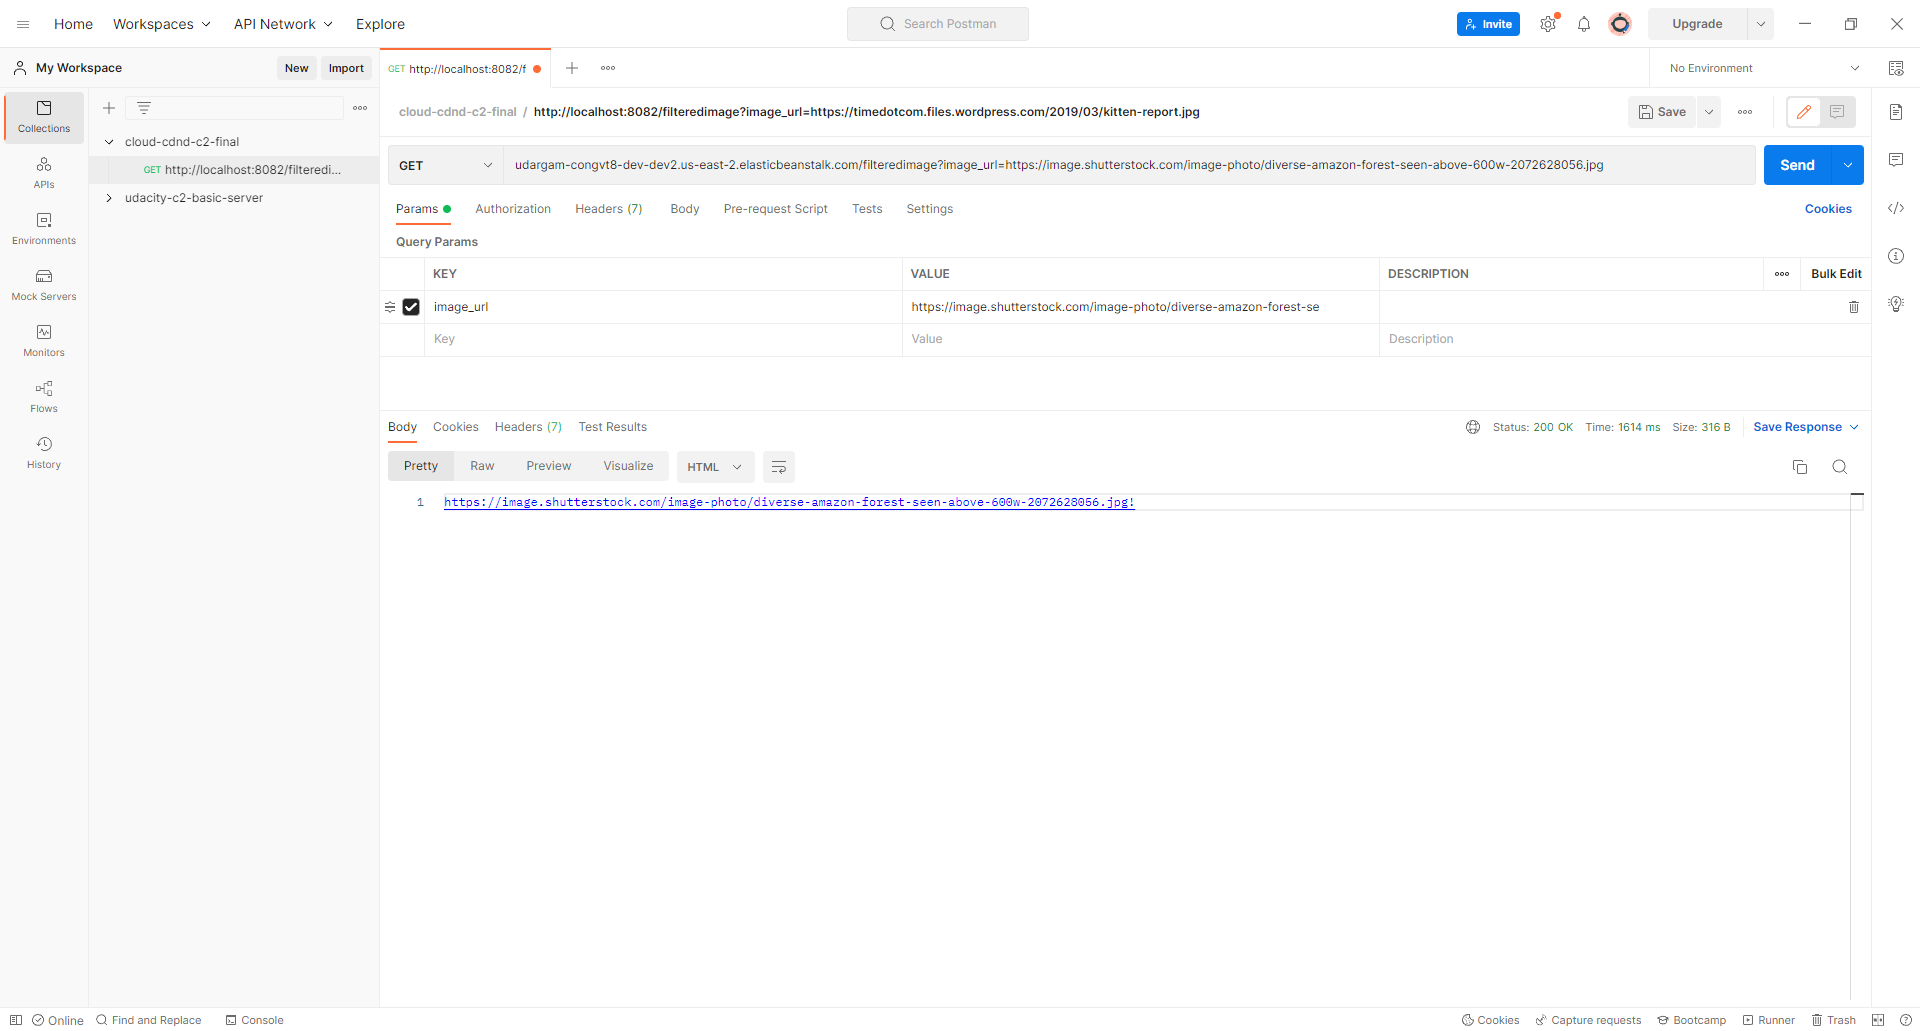 Home Workspaces API Network Explore Search Postman Invite Upgrade
My Workspace New Import GET http://localhost:8082/f No Environment
Collections
APIs
Environments
Mock Servers
Monitors
Flows
History
cloud-cdnd-c2-final
GET http://localhost:8082/filteredi...
udacity-c2-basic-server
cloud-cdnd-c2-final / http://localhost:8082/filteredimage?image_url=https://timedotcom.files.wordpress.com/2019/03/kitten-report.jpg Save
GET udargam-congvt8-dev-dev2.us-east-2.elasticbeanstalk.com/filteredimage?image_url=https://image.shutterstock.com/image-photo/diverse-amazon-forest-seen-above-600w-2072628056.jpg Send
Params Authorization Headers (7) Body Pre-request Script Tests Settings Cookies
Query Params
KEY VALUE DESCRIPTION Bulk Edit
image_url https://image.shutterstock.com/image-photo/diverse-amazon-forest-se
Key Value Description
Body Cookies Headers (7) Test Results Status: 200 OK Time: 1614 ms Size: 316 B Save Response
Pretty Raw Preview Visualize HTML
1 https://image.shutterstock.com/image-photo/diverse-amazon-forest-seen-above-600w-2072628056.jpg!
Online Find and Replace Console Cookies Capture requests Bootcamp Runner Trash